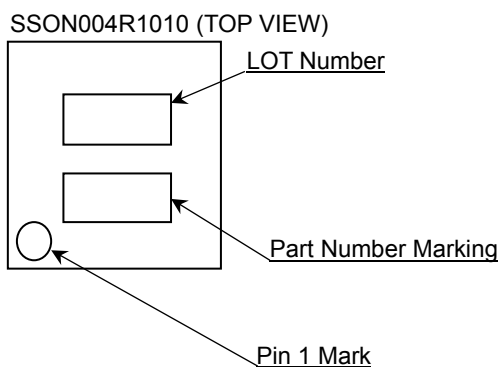 SSON004R1010 (TOP VIEW)
LOT Number
Part Number Marking
Pin 1 Mark